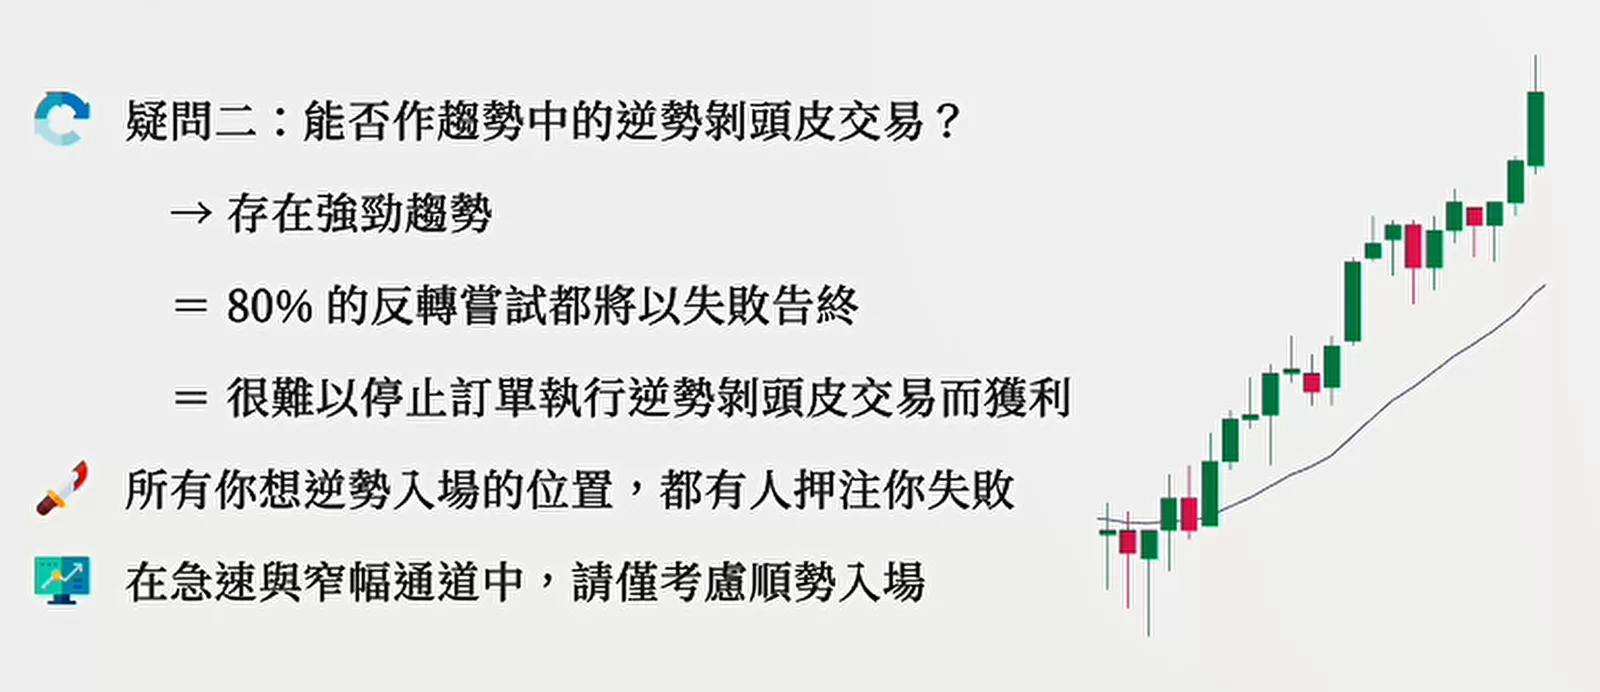 疑問二：能否作趨勢中的逆勢剝頭皮交易？
→ 存在強勁趨勢
＝ 80% 的反轉嘗試都將以失敗告終
＝ 很難以停止訂單執行逆勢剝頭皮交易而獲利
所有你想逆勢入場的位置，都有人押注你失敗
在急速與窄幅通道中，請僅考慮順勢入場